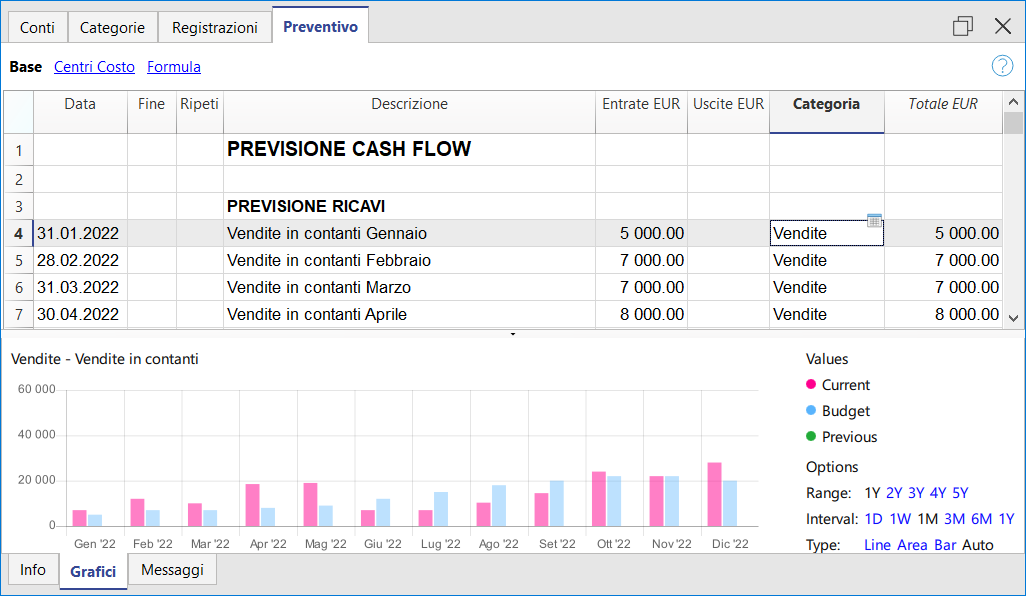 Conti Categorie Registrazioni Preventivo
Base Centri Costo Formula ?
Data Fine Ripeti Descrizione Entrate EUR Uscite EUR Categoria Totale EUR
1 PREVISIONE CASH FLOW
2
3 PREVISIONE RICAVI
4 31.01.2022 Vendite in contanti Gennaio 5 000.00 Vendite 5 000.00
5 28.02.2022 Vendite in contanti Febbraio 7 000.00 Vendite 7 000.00
6 31.03.2022 Vendite in contanti Marzo 7 000.00 Vendite 7 000.00
7 30.04.2022 Vendite in contanti Aprile 8 000.00 Vendite 8 000.00
Vendite - Vendite in contanti
60 000
40 000
20 000
0
Gen '22 Feb '22 Mar '22 Apr '22 Mag '22 Giu '22 Lug '22 Ago '22 Set '22 Ott '22 Nov '22 Dic '22
Values
Current
Budget
Previous
Options
Range: 1Y 2Y 3Y 4Y 5Y
Interval: 1D 1W 1M 3M 6M 1Y
Type: Line Area Bar Auto
Info Grafici Messaggi